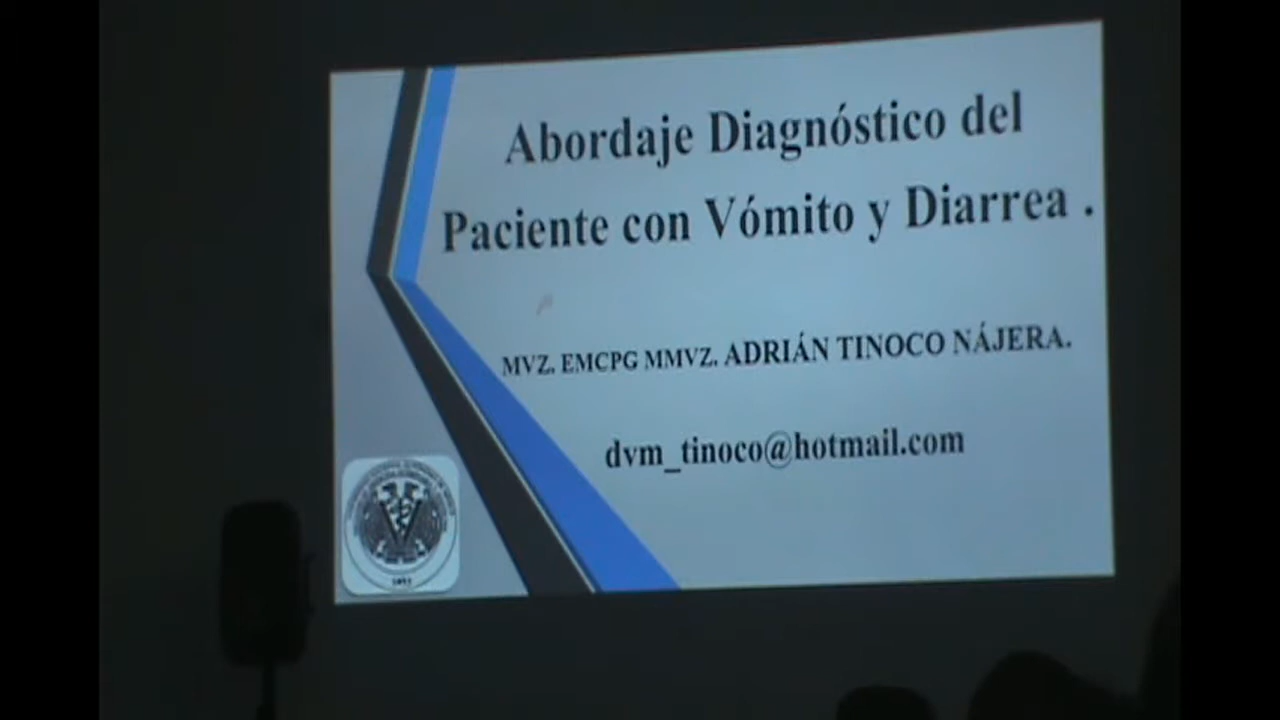 Abordaje Diagnóstico del
Paciente con Vómito y Diarrea .
MVZ. EMCPG MMVZ. ADRIÁN TINOCO NÁJERA.
dvm_tinoco@hotmail.com